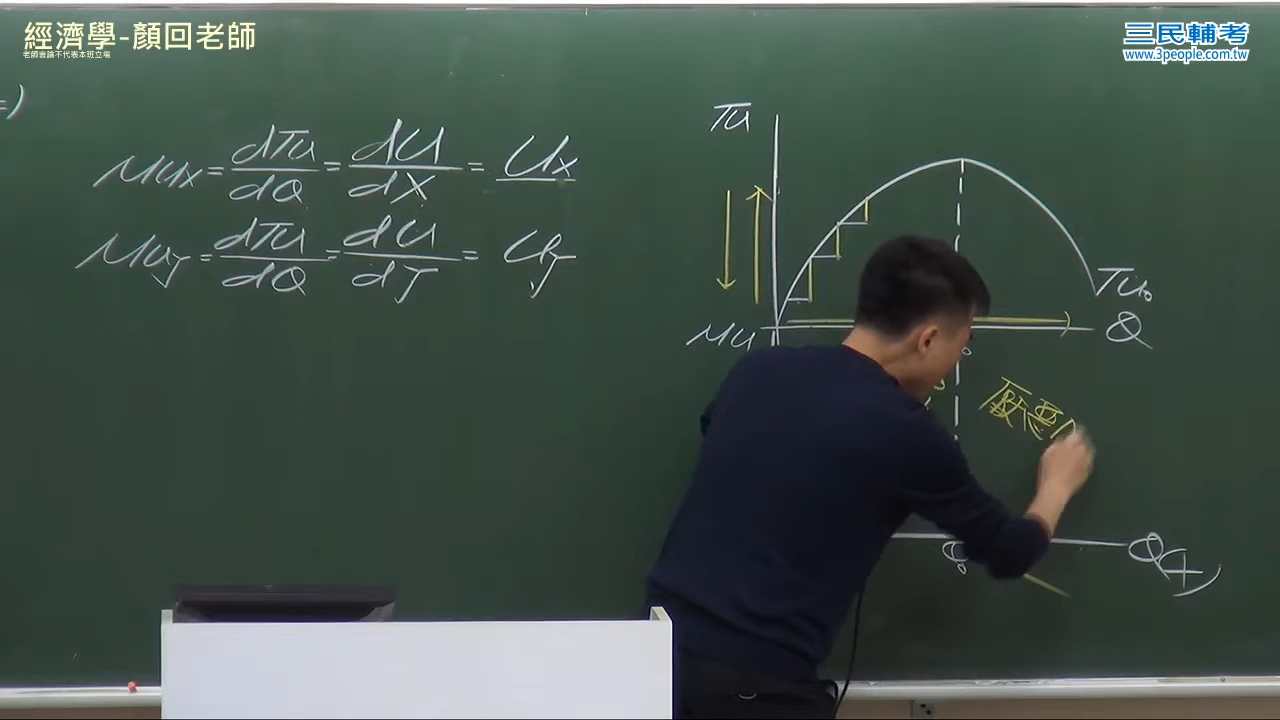 經濟學-顏回老師
老師言論不代表本班立場
三民輔考
www.3people.com.tw
=)
MUx = dTU/dQ = dU/dX = Ux
MUy = dTU/dQ = dU/dY = Uy
TU
TU₀
MU
Q
Q₀
Q(X)